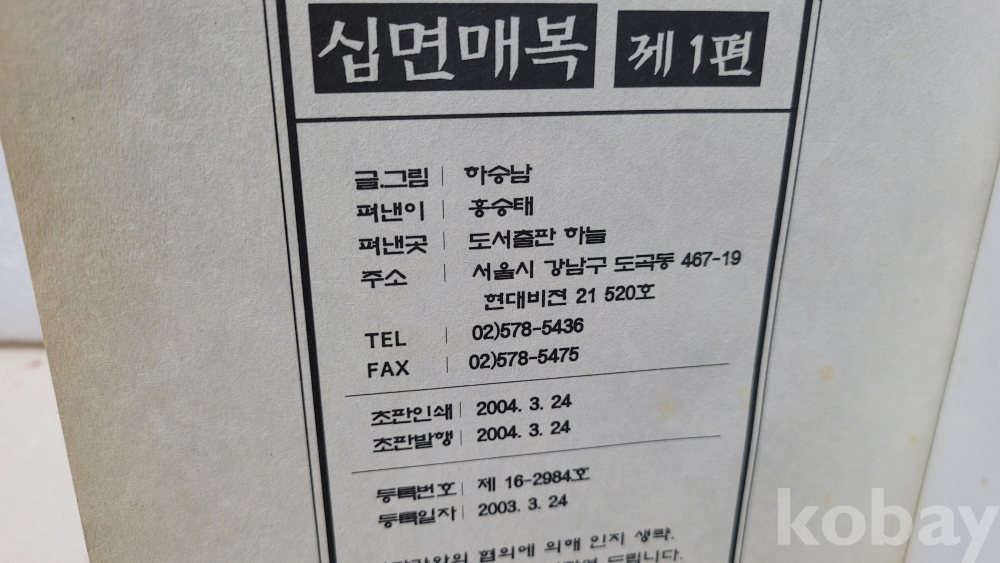 십면매복 제1편
글.그림 | 하승남
펴낸이 | 홍승태
펴낸곳 | 도서출판 하늘
주소 | 서울시 강남구 도곡동 467-19
현대비젼 21 520호
TEL | 02)578-5436
FAX | 02)578-5475
초판인쇄 | 2004. 3. 24
초판발행 | 2004. 3. 24
등록번호 | 제 16-2984호
등록일자 | 2003. 3. 24
협의에 의해 인지 생략.
드립니다.
kobay